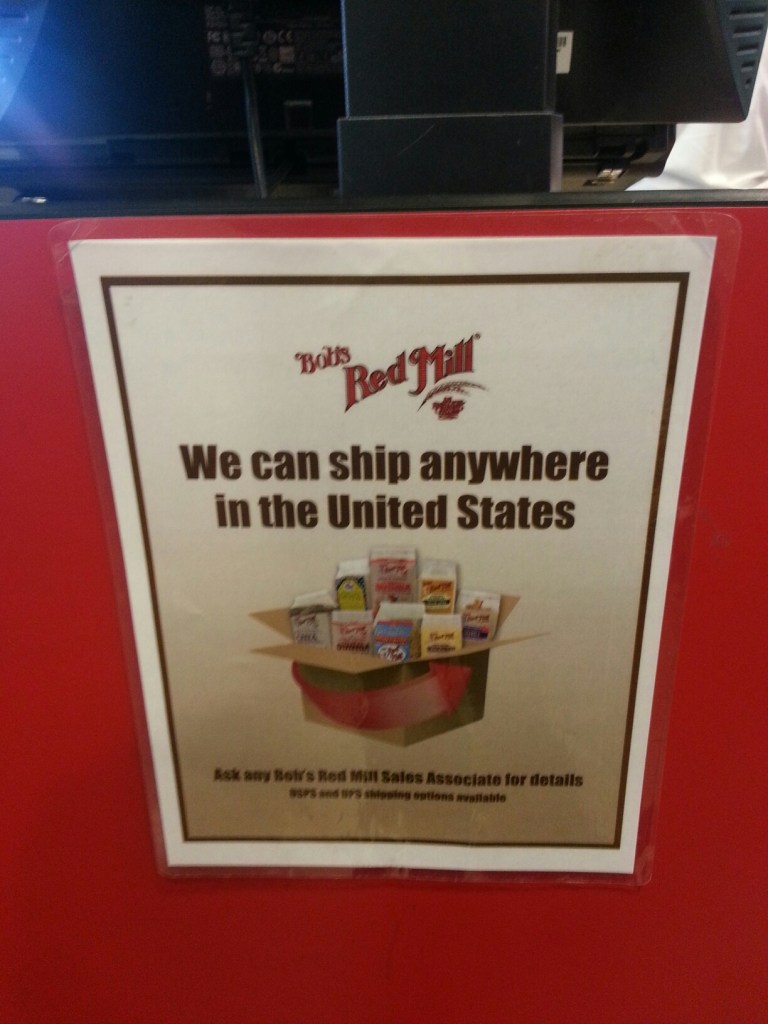 Bob's
Red Mill
We can ship anywhere
in the United States
Ask any Bob's Red Mill Sales Associate for details
USPS and UPS shipping options available